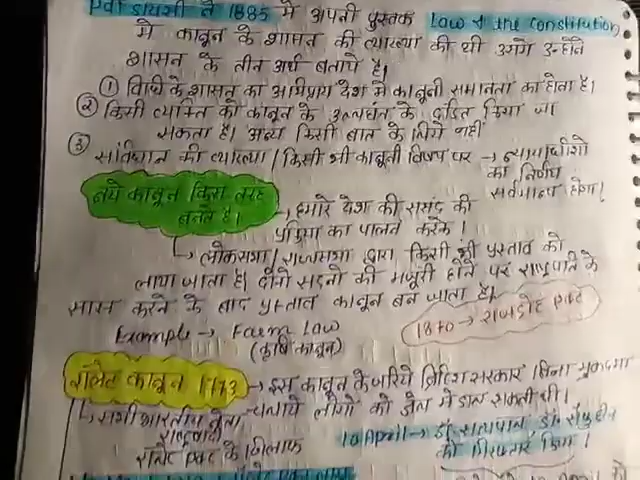 डायसी ने 1885 में अपनी पुस्तक Law & the constitution
में कानून के शासन की व्याख्या की थी उन्होंने
शासन के तीन अर्थ बताये हैं।
① विधि के शासन का अभिप्राय देश में कानूनी समानता का होता है।
② किसी व्यक्ति को कानून के उल्लंघन के दंडित किया जा
सकता है। अन्य किसी बात के लिये नहीं
③ संविधान की व्याख्या / किसी भी कानूनी विषय पर → न्यायाधीशों
का निर्णय
सर्वमान्य होगा।
नये कानून किस तरह
बनते हैं।
→ हमारे देश की संसद की
प्रक्रिया का पालन करके।
→ लोकसभा / राज्यसभा द्वारा किसी भी प्रस्ताव को
लाया जाता है। दोनों सदनों की मंजूरी होने पर राष्ट्रपति के
साइन करने के बाद प्रस्ताव कानून बन जाता है।
Example → Farm Law
(कृषि कानून)
1870 → राजद्रोह एक्ट
रॉलेट कानून → इस कानून के जरिये ब्रिटिश सरकार बिना मुकदमा
चलाये लोगों को जेल में डाल सकती थी।
→ सभी भारतीय नेता
राष्ट्रवादी
रॉलेट एक्ट के खिलाफ
10 April → डॉ. सत्यपाल, डॉ.
को गिरफ्तार किया।